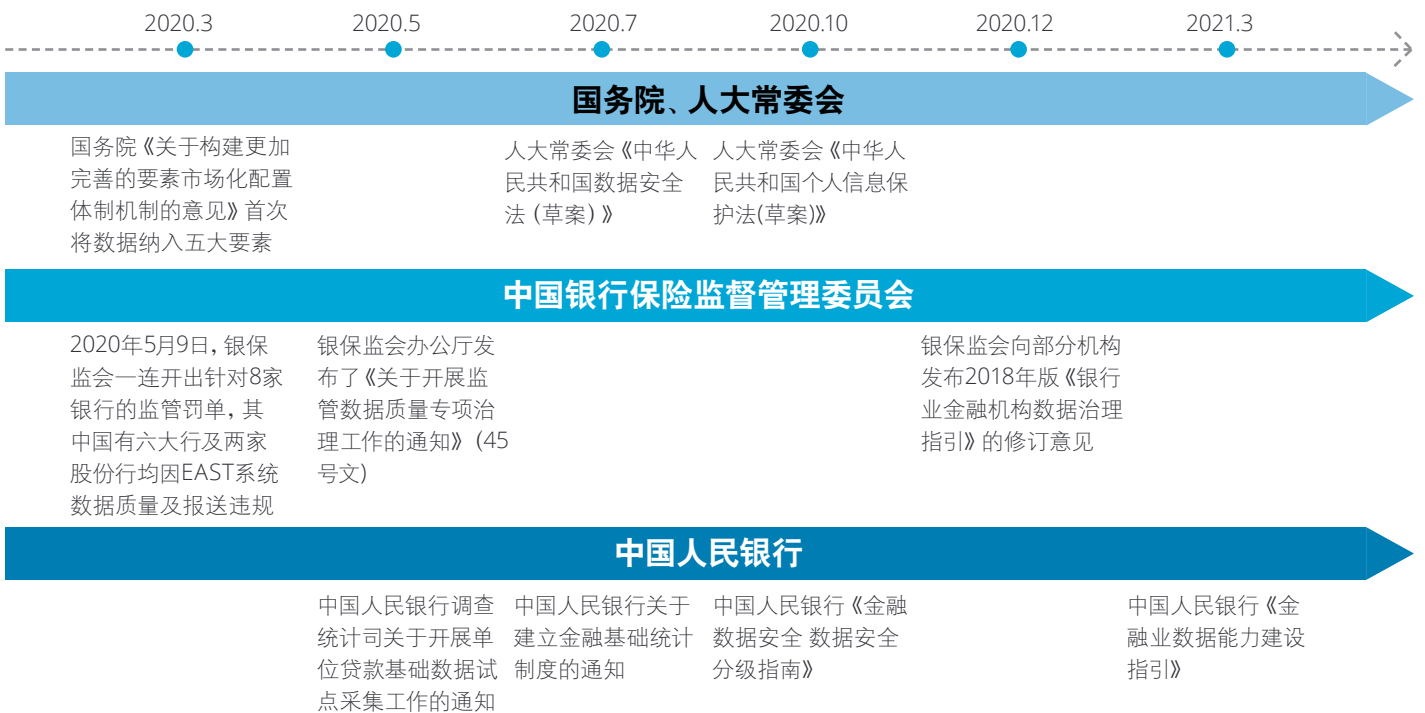 2020.3
2020.5
2020.7
2020.10
2020.12
2021.3
国务院、人大常委会
国务院《关于构建更加
完善的要素市场化配置
体制机制的意见》首次
将数据纳入五大要素
人大常委会《中华人
民共和国数据安全
法（草案）》
人大常委会《中华人
民共和国个人信息保
护法(草案)》
中国银行保险监督管理委员会
2020年5月9日，银保
监会一连开出针对8家
银行的监管罚单，其
中国有六大行及两家
股份行均因EAST系统
数据质量及报送违规
银保监会办公厅发
布了《关于开展监
管数据质量专项治
理工作的通知》（45
号文)
银保监会向部分机构
发布2018年版《银行
业金融机构数据治理
指引》的修订意见
中国人民银行
中国人民银行调查
统计司关于开展单
位贷款基础数据试
点采集工作的通知
中国人民银行关于
建立金融基础统计
制度的通知
中国人民银行《金融
数据安全 数据安全
分级指南》
中国人民银行《金
融业数据能力建设
指引》